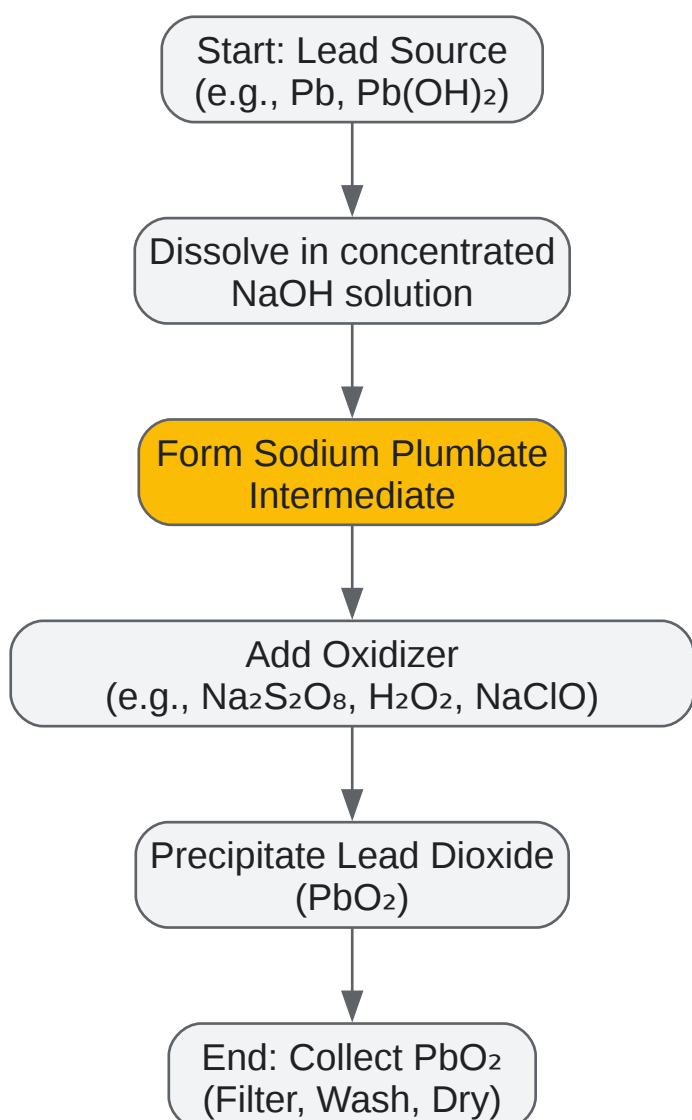 Start: Lead Source
(e.g., Pb, Pb(OH)₂)
Dissolve in concentrated
NaOH solution
Form Sodium Plumbate
Intermediate
Add Oxidizer
(e.g., Na₂S₂O₈, H₂O₂, NaClO)
Precipitate Lead Dioxide
(PbO₂)
End: Collect PbO₂
(Filter, Wash, Dry)